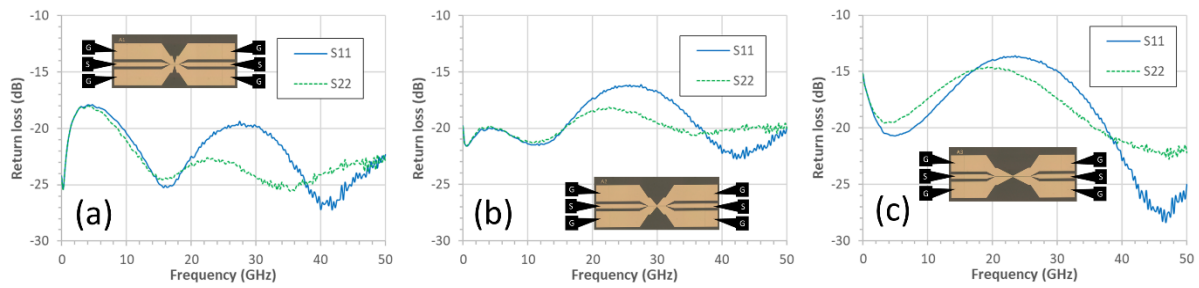 -10
-15
-20
-25
-30
Return loss (dB)
0 10 20 30 40 50
Frequency (GHz)
S11
S22
G G
S S
G G
(a)
-10
-15
-20
-25
-30
Return loss (dB)
0 10 20 30 40 50
Frequency (GHz)
S11
S22
G G
S S
G G
(b)
-10
-15
-20
-25
-30
Return loss (dB)
0 10 20 30 40 50
Frequency (GHz)
S11
S22
G G
S S
G G
(c)